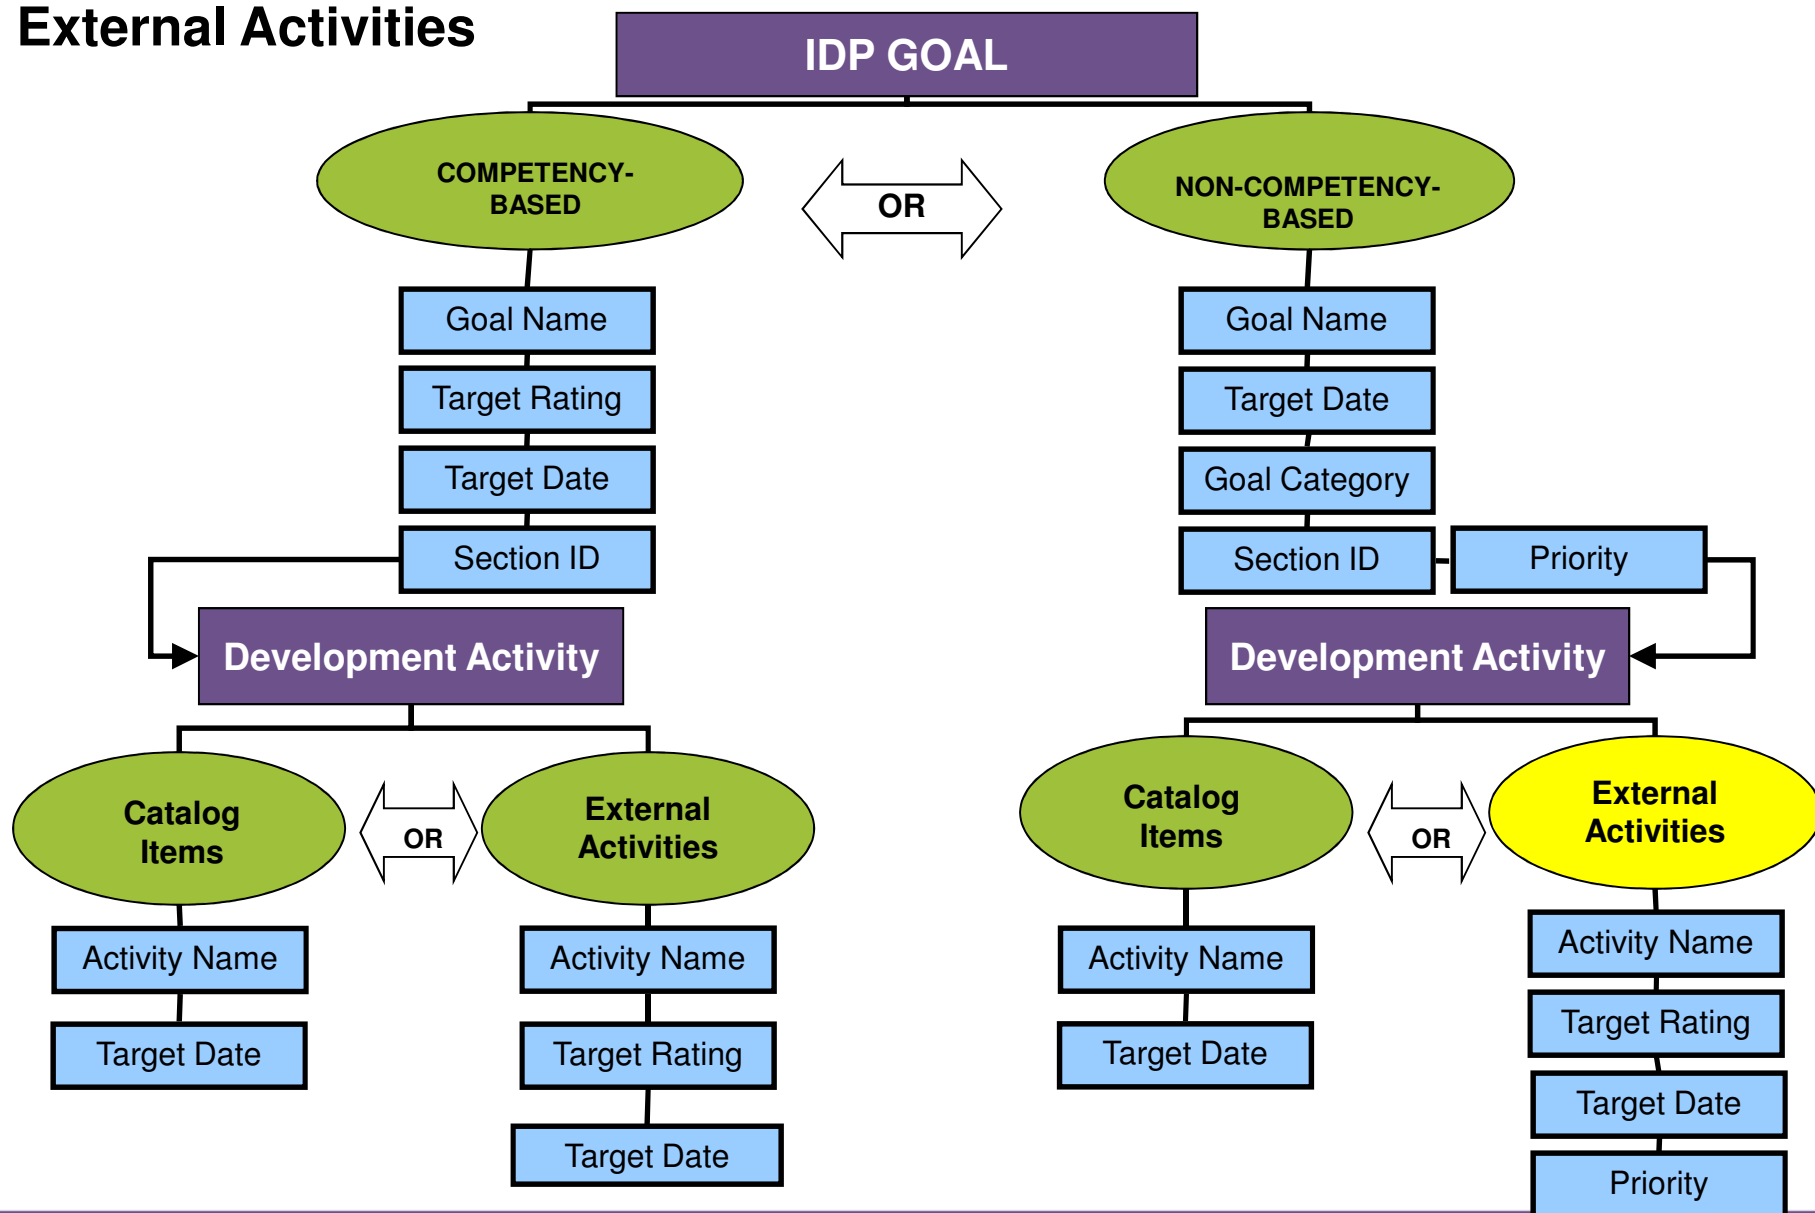 External Activities
IDP GOAL
COMPETENCY-
BASED
OR
NON-COMPETENCY-
BASED
Goal Name
Target Rating
Target Date
Section ID
Goal Name
Target Date
Goal Category
Section ID
Priority
Development Activity
Development Activity
Catalog
Items
OR
External
Activities
Catalog
Items
OR
External
Activities
Activity Name
Target Date
Activity Name
Target Rating
Target Date
Activity Name
Target Date
Activity Name
Target Rating
Target Date
Priority